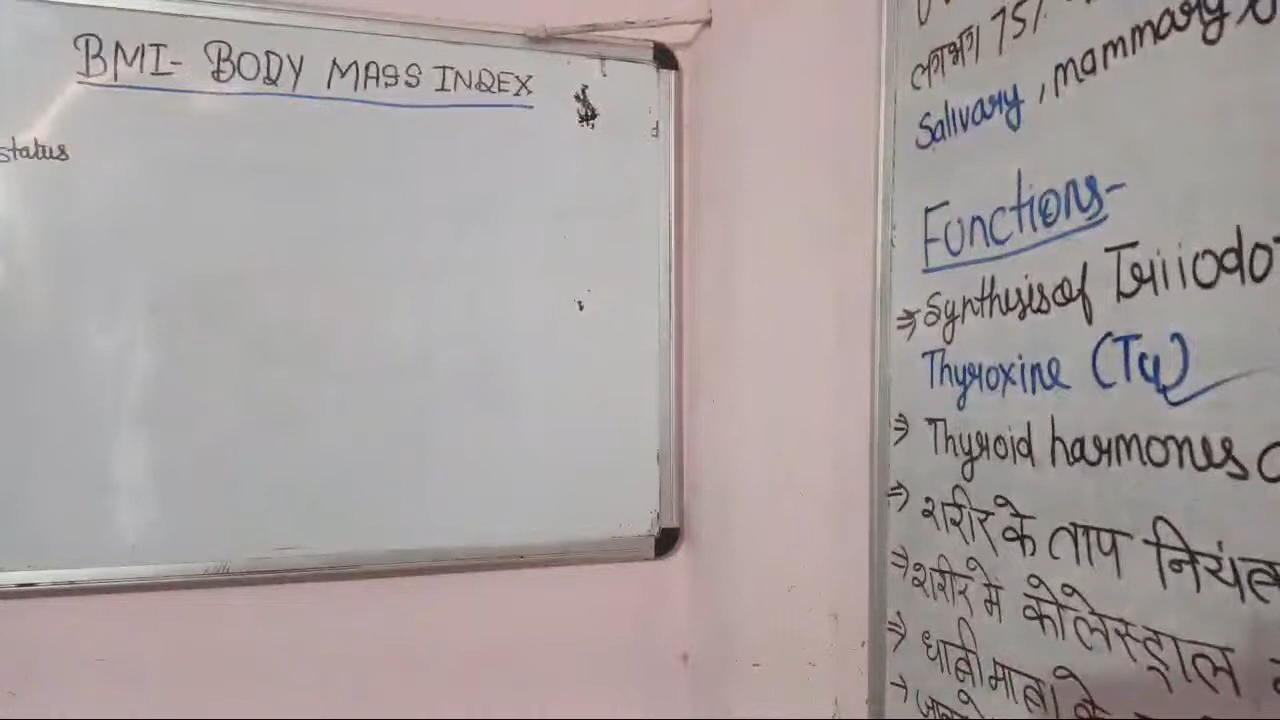 BMI- BODY MASS INDEX
status
लगभग 75%
Salivary, mammary
Functions-
⇒ Synthesis of Triiodo
Thyroxine (T4)
⇒ Thyroid harmones
⇒ शरीर के ताप
⇒ शरीर मे कोलेस्ट्राल
⇒ धात्री माता के